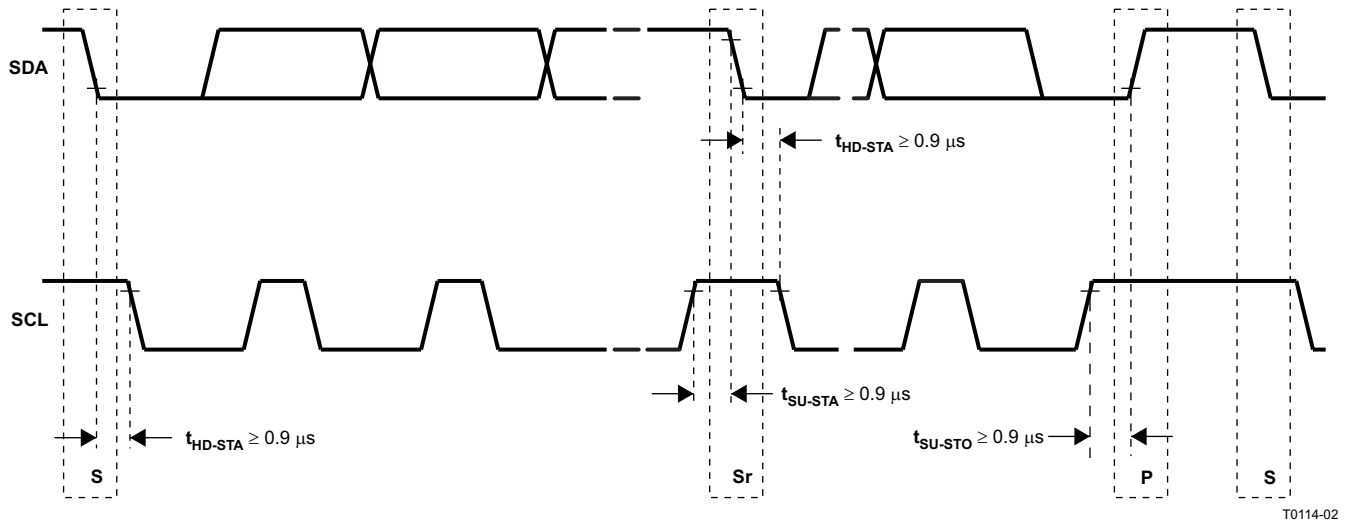 SDA
t_HD-STA ≥ 0.9 μs
SCL
t_SU-STA ≥ 0.9 μs
t_HD-STA ≥ 0.9 μs
t_SU-STO ≥ 0.9 μs
S
Sr
P
S
T0114-02